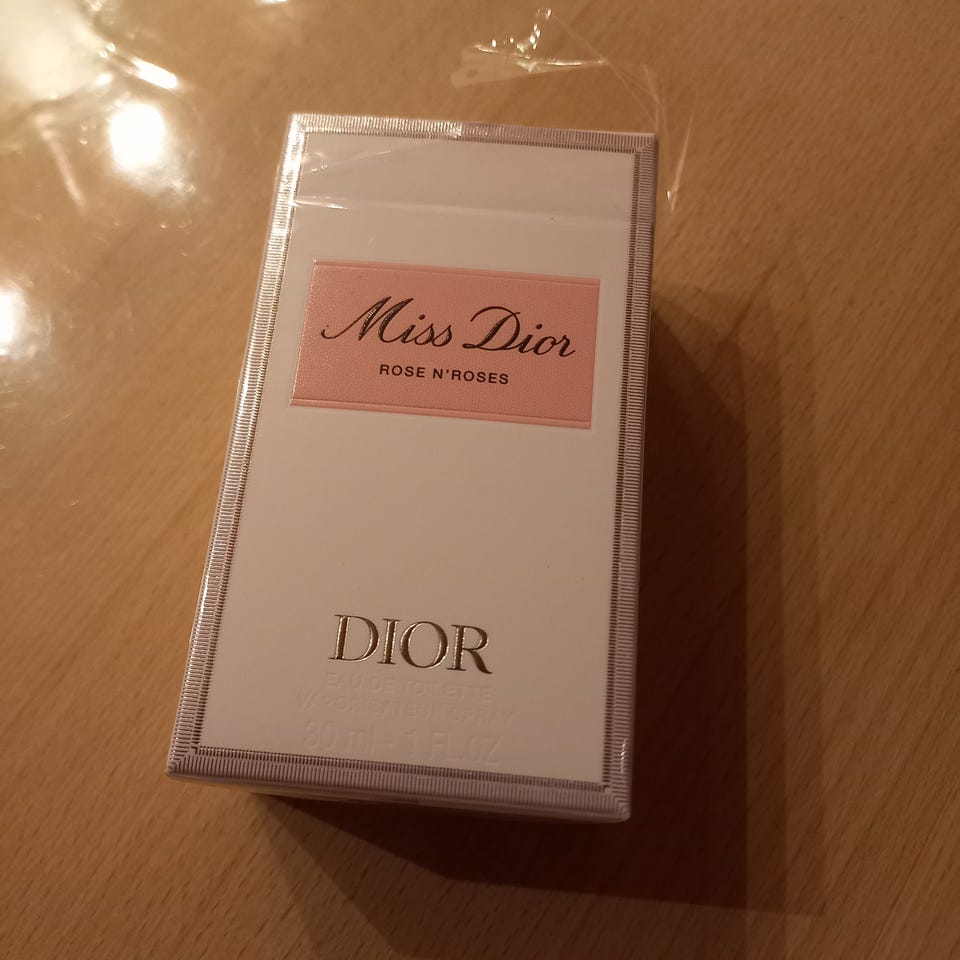 Miss Dior
ROSE N'ROSES
DIOR
EAU DE TOILETTE
VAPORISATEUR SPRAY
30 ml - 1 FL.OZ